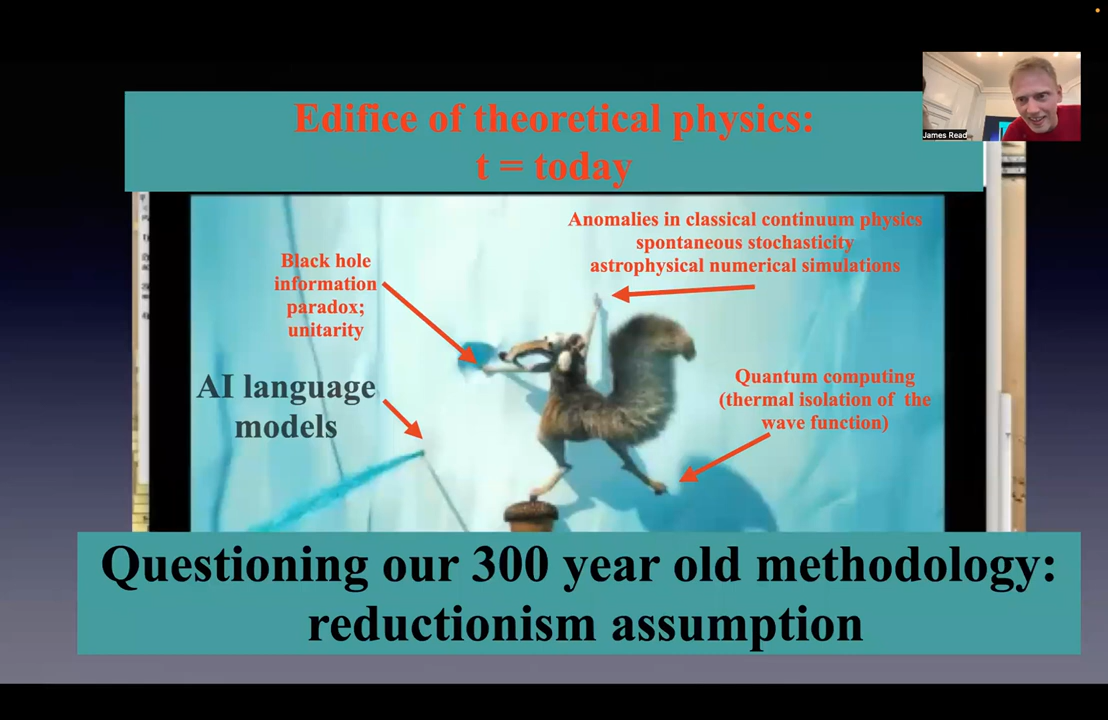 Edifice of theoretical physics:
t = today
James Read
Anomalies in classical continuum physics
spontaneous stochasticity
astrophysical numerical simulations
Black hole
information
paradox;
unitarity
AI language
models
Quantum computing
(thermal isolation of the
wave function)
Questioning our 300 year old methodology:
reductionism assumption